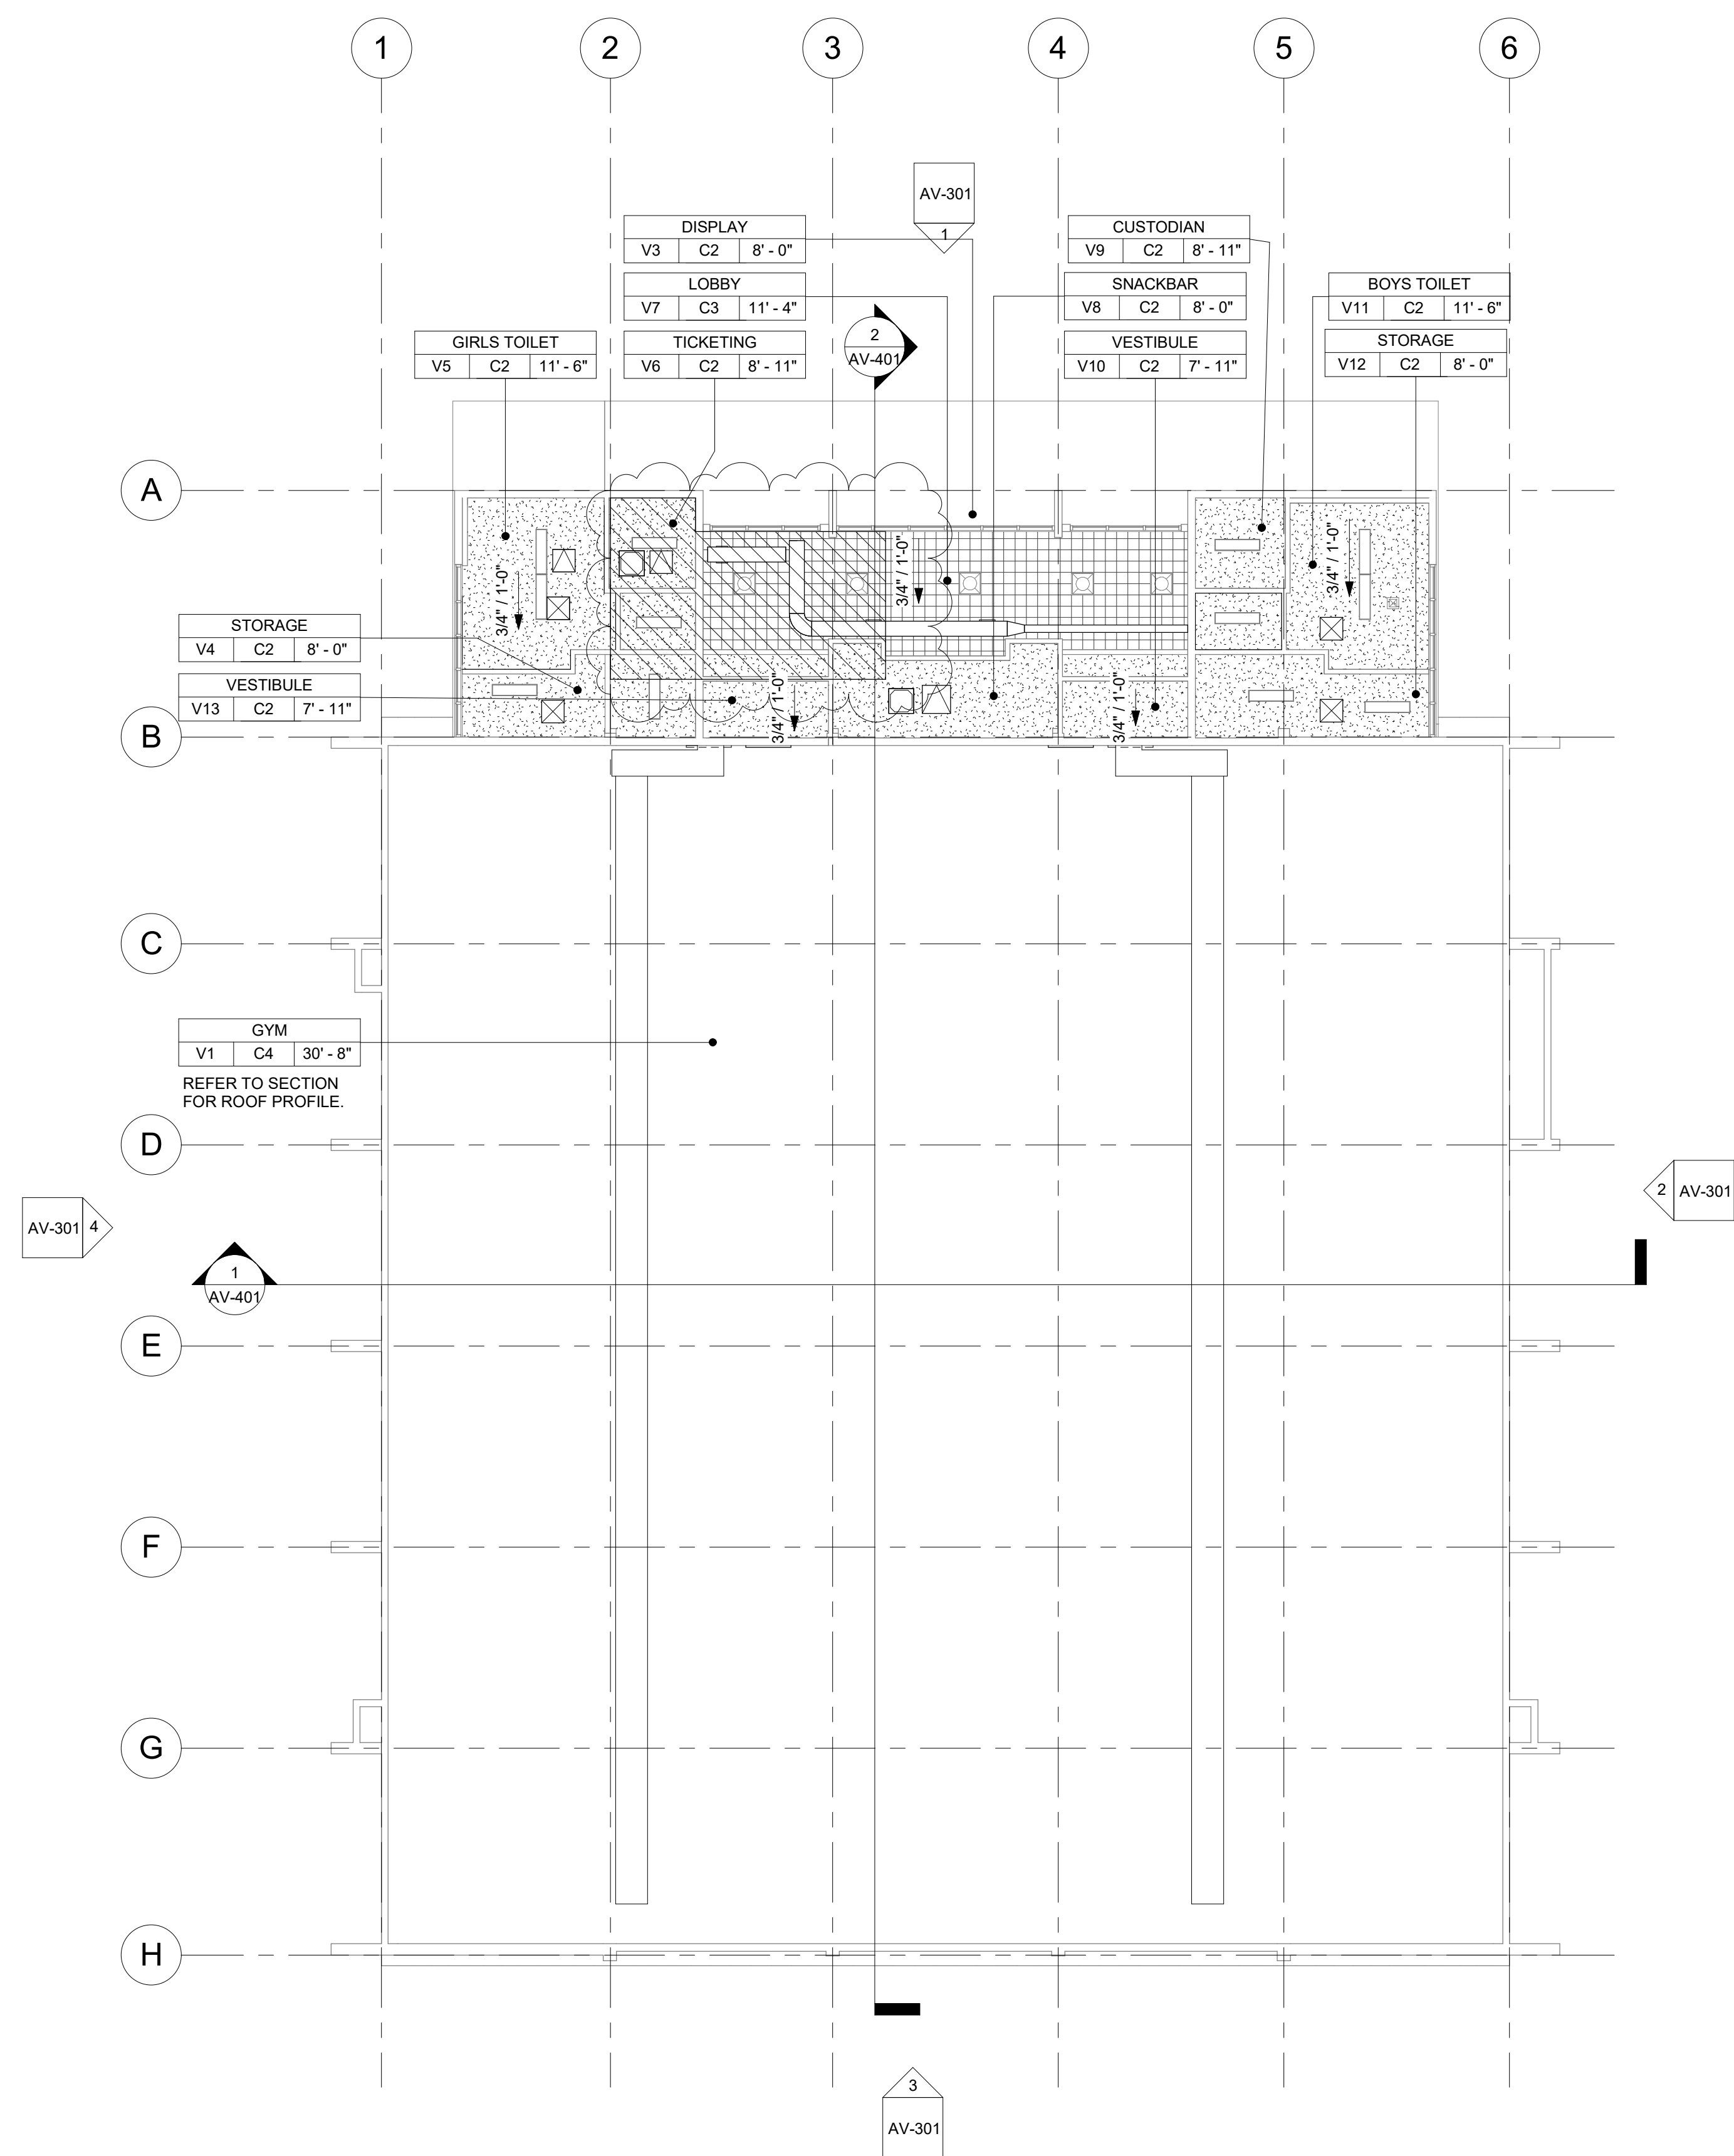 1 2 3 4 5 6
AV-301
1
DISPLAY
V3 C2 8' - 0"
CUSTODIAN
V9 C2 8' - 11"
LOBBY
V7 C3 11' - 4"
SNACKBAR
V8 C2 8' - 0"
BOYS TOILET
V11 C2 11' - 6"
GIRLS TOILET
V5 C2 11' - 6"
TICKETING
V6 C2 8' - 11"
2
AV-401
VESTIBULE
V10 C2 7' - 11"
STORAGE
V12 C2 8' - 0"
A
3/4" / 1'-0"
3/4" / 1'-0"
3/4" / 1'-0"
STORAGE
V4 C2 8' - 0"
VESTIBULE
V13 C2 7' - 11"
3/4" / 1'-0"
3/4" / 1'-0"
B
C
GYM
V1 C4 30' - 8"
REFER TO SECTION
FOR ROOF PROFILE.
D
2 AV-301
AV-301 4
1
AV-401
E
F
G
H
3
AV-301